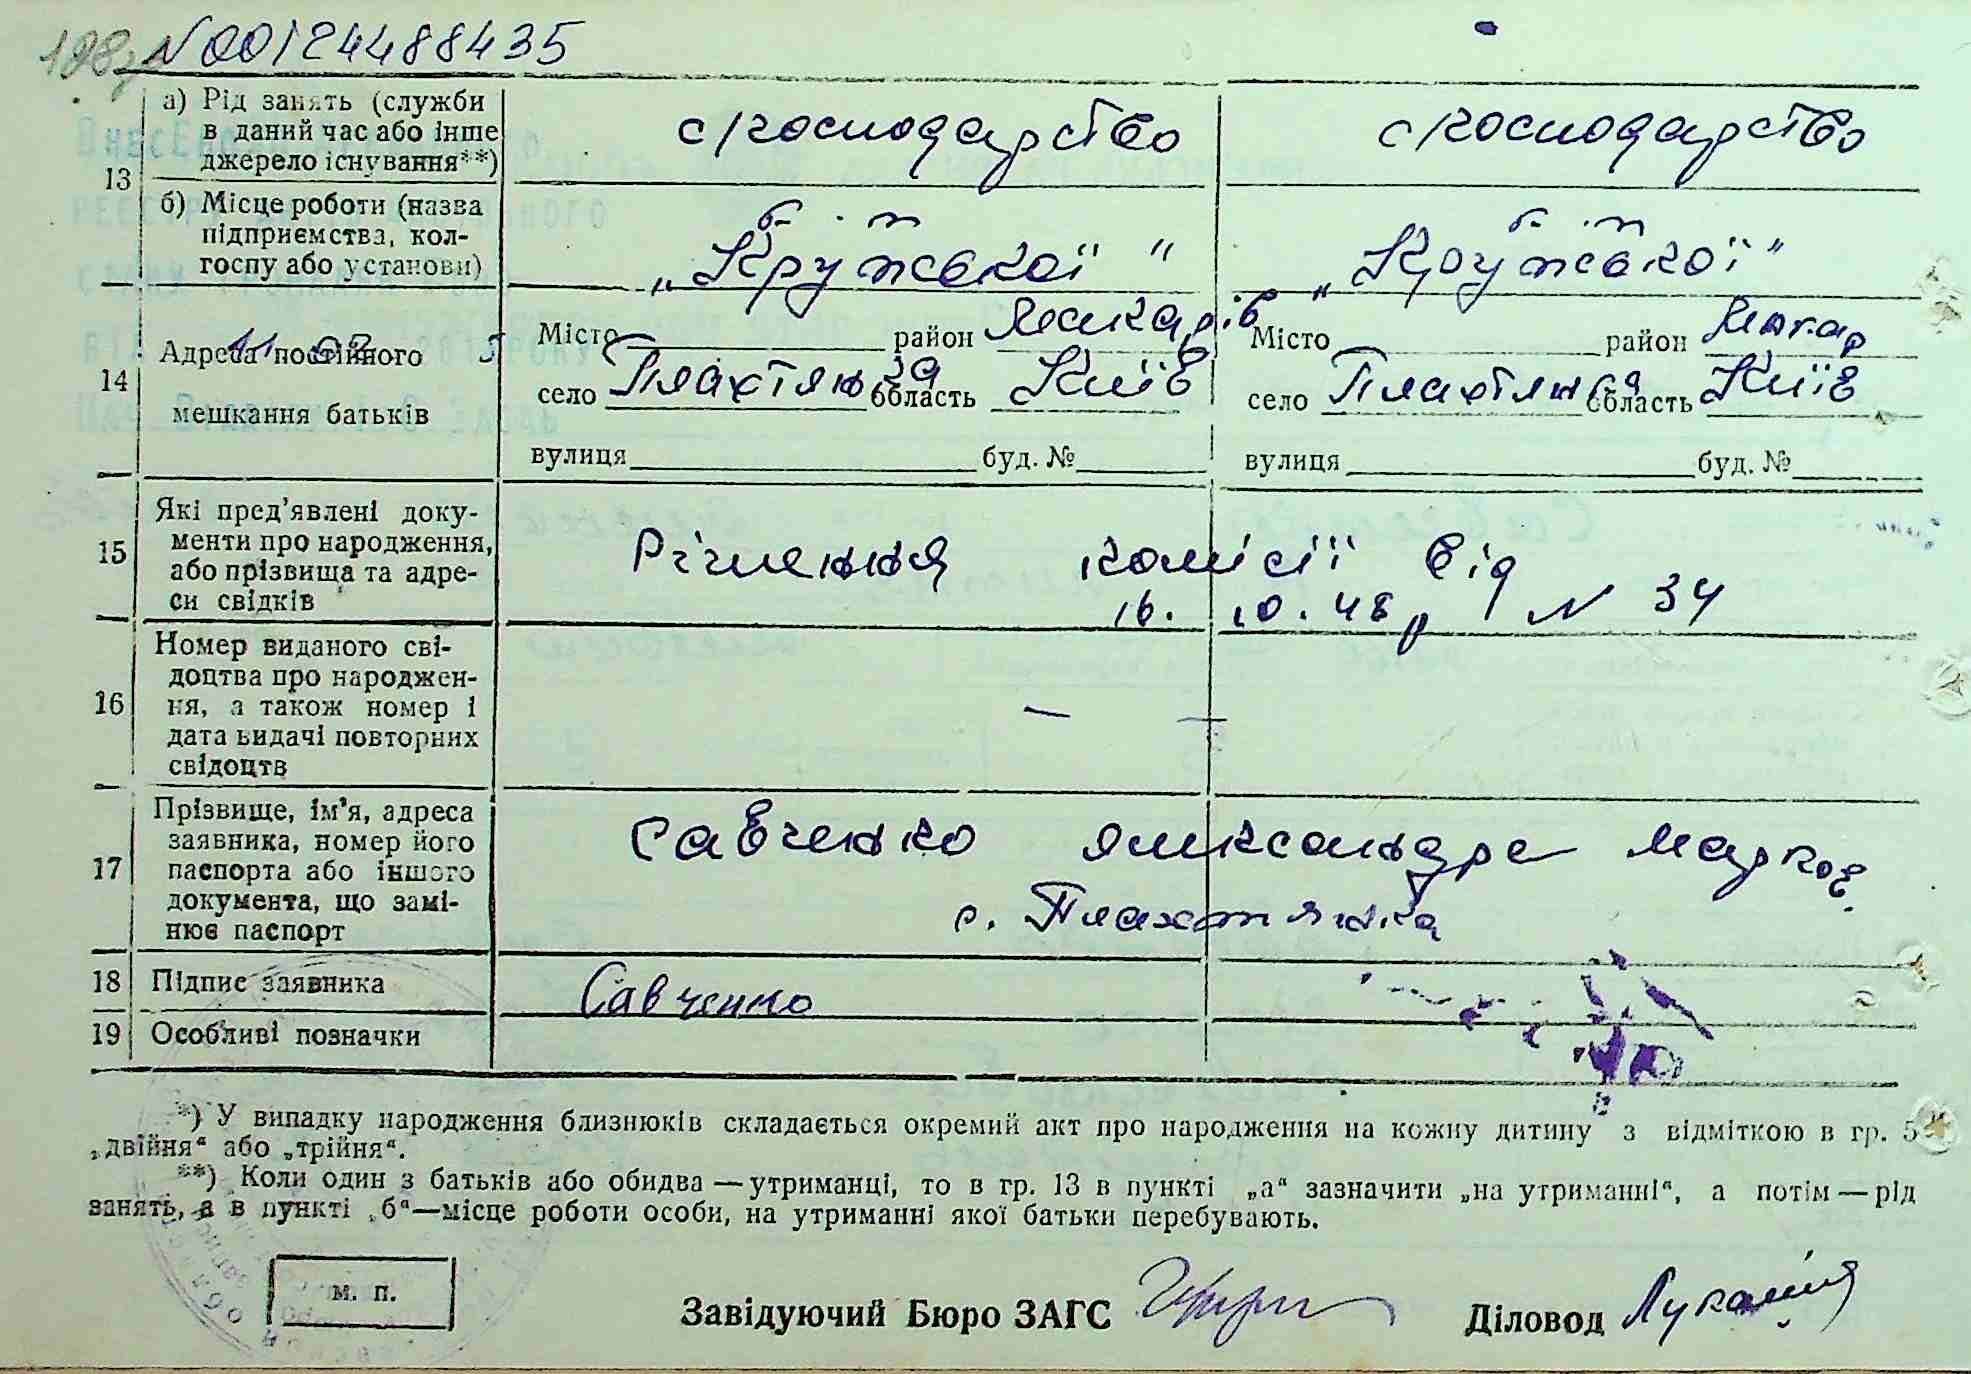 N00124488435
13
а) Рід занять (служби в даний час або інше джерело існування**)
с/господарство
с/господарство
б) Місце роботи (назва підприємства, колгоспу або установи)
к-п „Крупської"
к-п „Крупської"
14
Адреса постійного мешкання батьків
Місто район Макарів
село Плахтянка область Київ
вулиця буд. №
Місто район Макар
село Плахтянка область Київ
вулиця буд. №
15
Які пред'явлені документи про народження, або прізвища та адреси свідків
Рішення комісії від
16. 10. 48 р N 34
16
Номер виданого свідоцтва про народження, а також номер і дата видачі повторних свідоцтв
— —
17
Прізвище, ім'я, адреса заявника, номер його паспорта або іншого документа, що замінює паспорт
Савченко Марков.
с. Плахтянка
18 Підпис заявника Савченко
19 Особливі позначки
*) У випадку народження близнюків складається окремий акт про народження на кожну дитину з відміткою в гр. 5
„двійня" або „трійня".
**) Коли один з батьків або обидва — утриманці, то в гр. 13 в пункті „а" зазначити „на утриманні", а потім — рід
занять, а в пункті „б"—місце роботи особи, на утриманні якої батьки перебувають.
м. п.
Завідуючий Бюро ЗАГС
Діловод